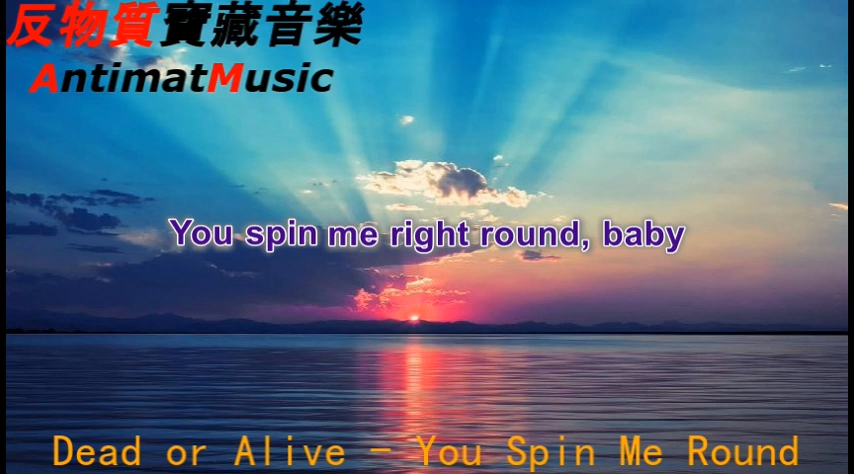 反物質寶藏音樂
AntimatMusic
You spin me right round, baby
Dead or Alive - You Spin Me Round